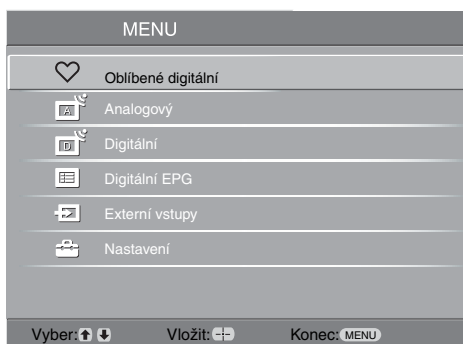 MENU
Oblíbené digitální
A Analogový
D Digitální
Digitální EPG
Externí vstupy
Nastavení
Vyber: Vložit: Konec: MENU